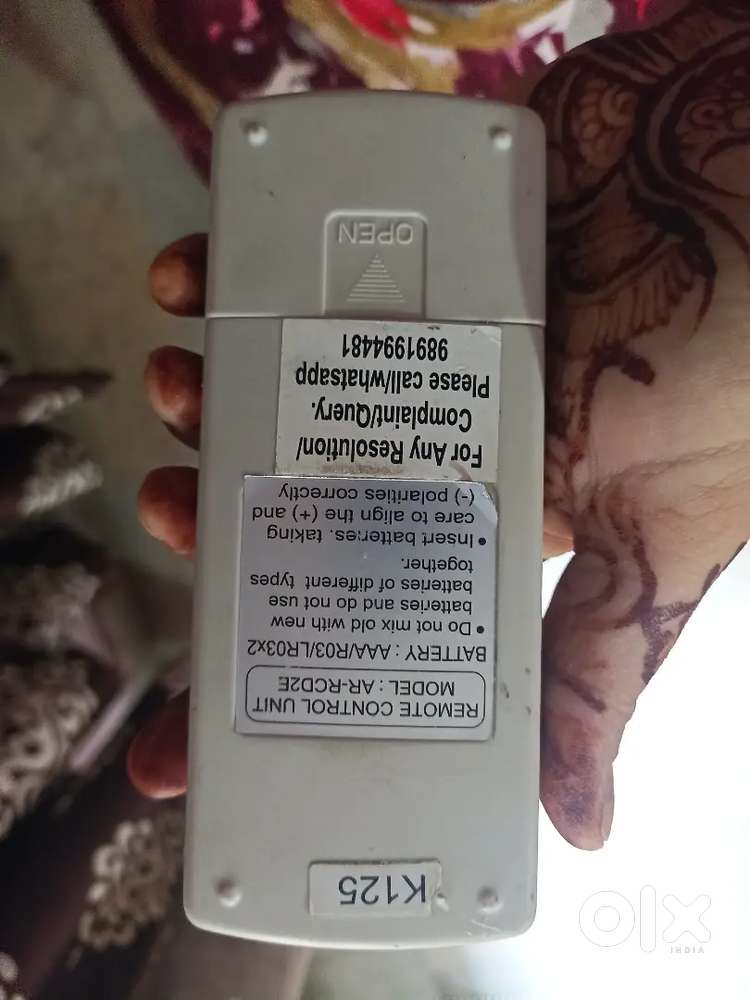 K125
REMOTE CONTROL UNIT
MODEL : AR-RCD2E
BATTERY : AAA/R03/LR03x2
• Do not mix old with new
batteries and do not use
batteries of different types
together.
• Insert batteries. taking
care to align the (+) and
(-) polarities correctly
For Any Resolution/
Complaint/Query.
Please call/whatsapp
9891994481
OPEN
olx
INDIA